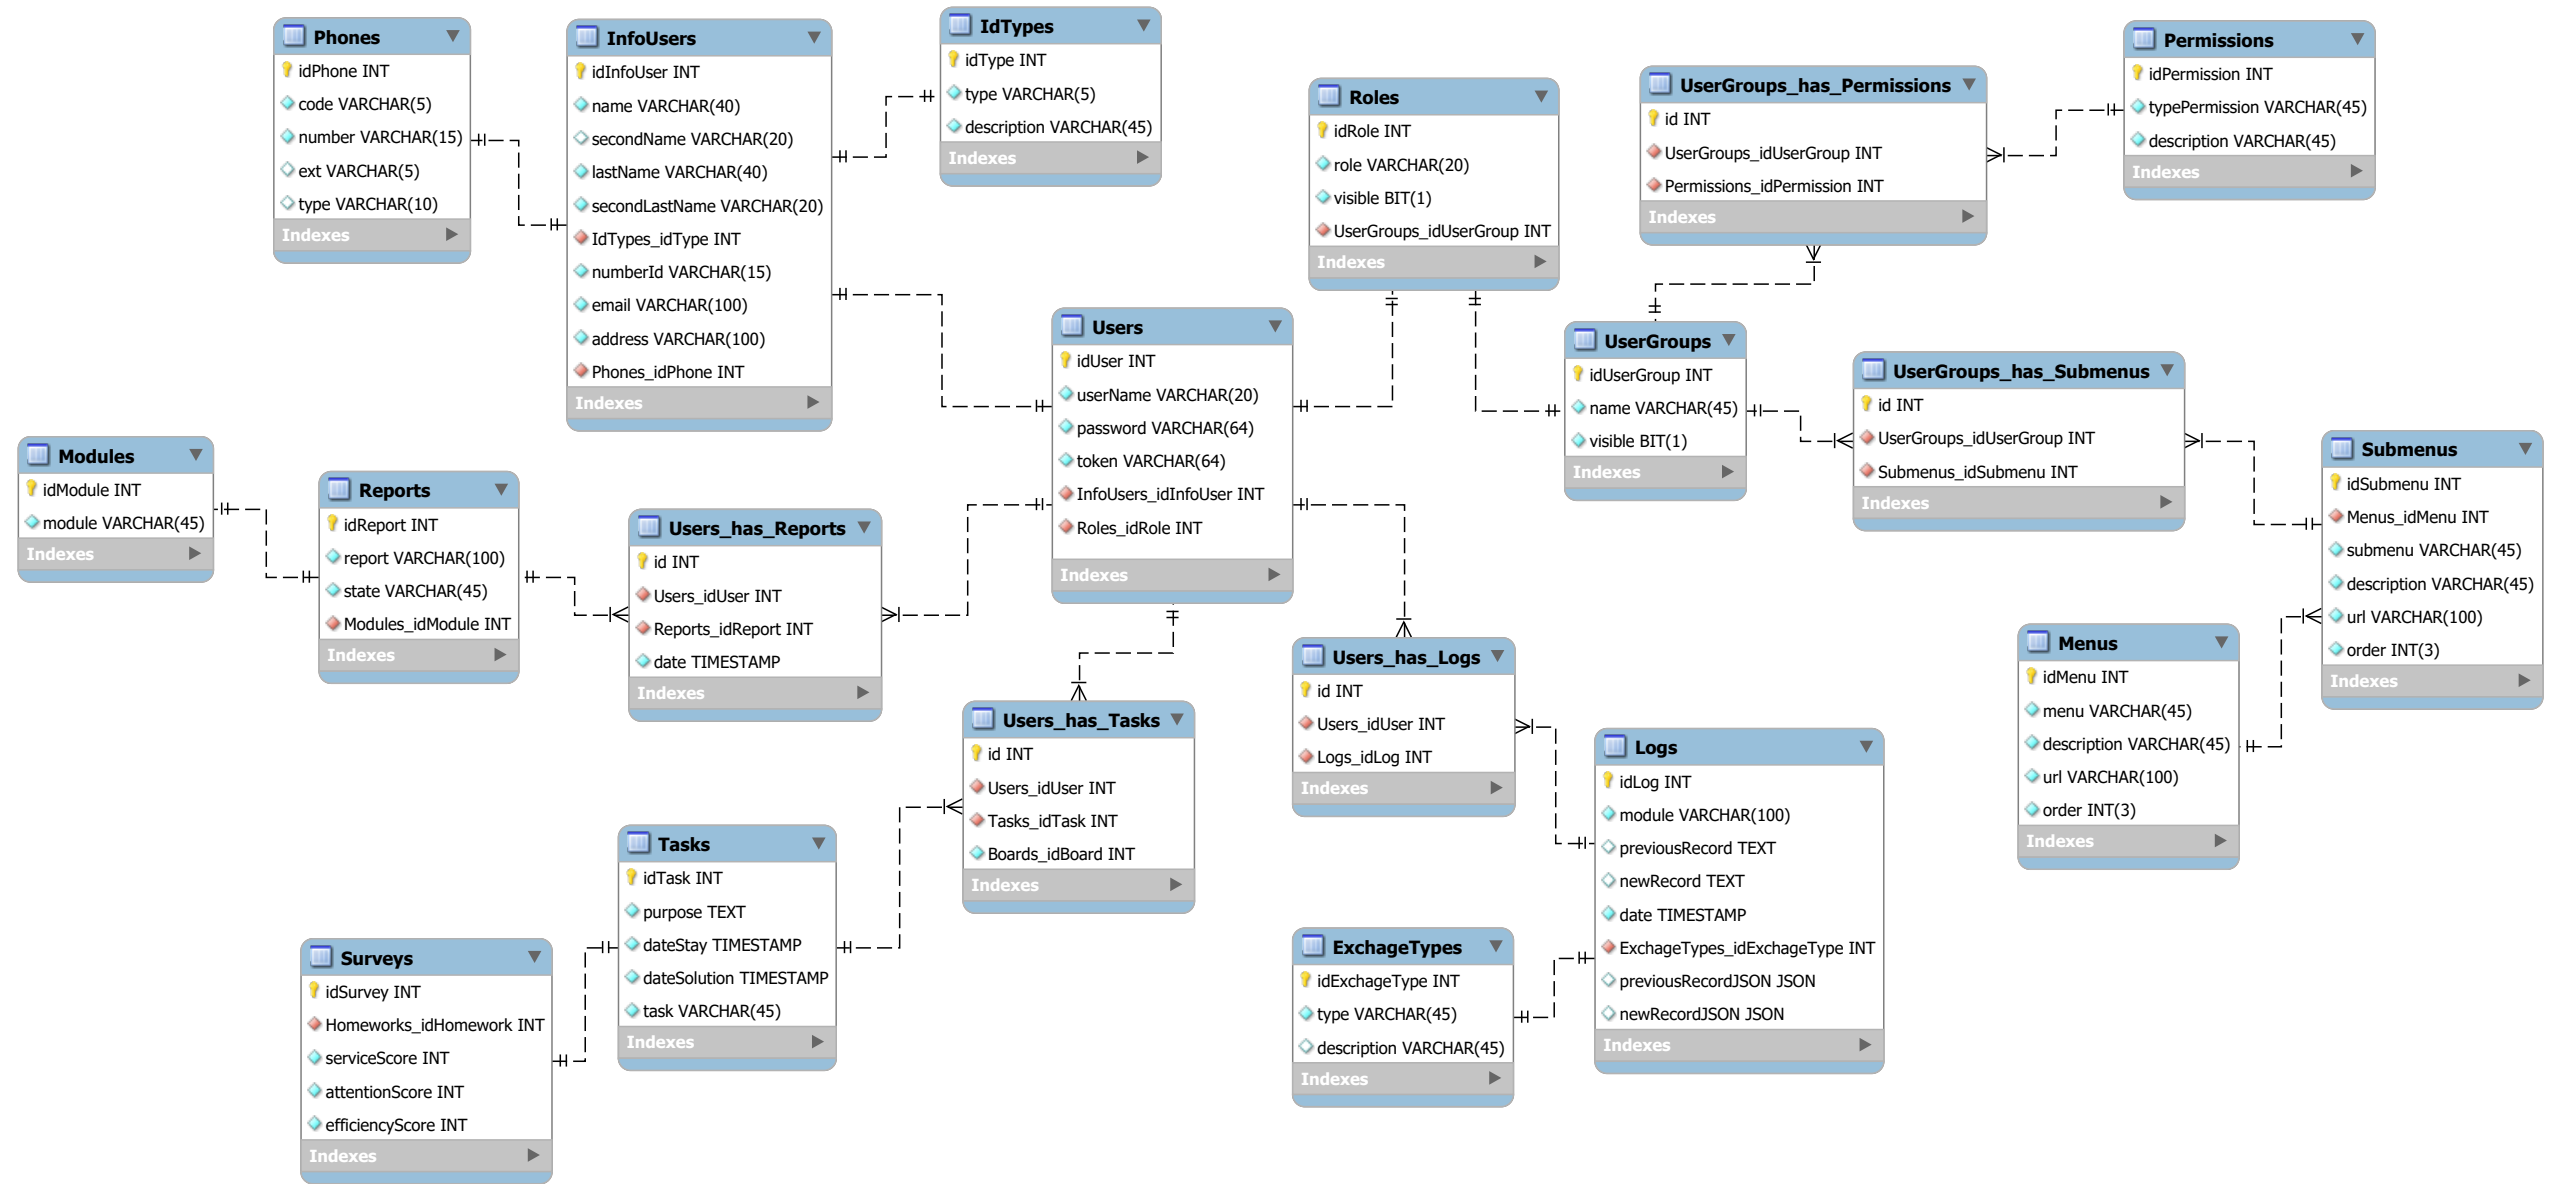 Phones
idPhone INT
code VARCHAR(5)
number VARCHAR(15)
ext VARCHAR(5)
type VARCHAR(10)
Indexes
InfoUsers
idInfoUser INT
name VARCHAR(40)
secondName VARCHAR(20)
lastName VARCHAR(40)
secondLastName VARCHAR(20)
IdTypes_idType INT
numberId VARCHAR(15)
email VARCHAR(100)
address VARCHAR(100)
Phones_idPhone INT
Indexes
IdTypes
idType INT
type VARCHAR(5)
description VARCHAR(45)
Indexes
Roles
idRole INT
role VARCHAR(20)
visible BIT(1)
UserGroups_idUserGroup INT
Indexes
UserGroups_has_Permissions
id INT
UserGroups_idUserGroup INT
Permissions_idPermission INT
Indexes
Permissions
idPermission INT
typePermission VARCHAR(45)
description VARCHAR(45)
Indexes
Users
idUser INT
userName VARCHAR(20)
password VARCHAR(64)
token VARCHAR(64)
InfoUsers_idInfoUser INT
Roles_idRole INT
Indexes
UserGroups
idUserGroup INT
name VARCHAR(45)
visible BIT(1)
Indexes
UserGroups_has_Submenus
id INT
UserGroups_idUserGroup INT
Submenus_idSubmenu INT
Indexes
Submenus
idSubmenu INT
Menus_idMenu INT
submenu VARCHAR(45)
description VARCHAR(45)
url VARCHAR(100)
order INT(3)
Indexes
Modules
idModule INT
module VARCHAR(45)
Indexes
Reports
idReport INT
report VARCHAR(100)
state VARCHAR(45)
Modules_idModule INT
Indexes
Users_has_Reports
id INT
Users_idUser INT
Reports_idReport INT
date TIMESTAMP
Indexes
Users_has_Tasks
id INT
Users_idUser INT
Tasks_idTask INT
Boards_idBoard INT
Indexes
Users_has_Logs
id INT
Users_idUser INT
Logs_idLog INT
Indexes
Menus
idMenu INT
menu VARCHAR(45)
description VARCHAR(45)
url VARCHAR(100)
order INT(3)
Indexes
Logs
idLog INT
module VARCHAR(100)
previousRecord TEXT
newRecord TEXT
date TIMESTAMP
ExchageTypes_idExchageType INT
previousRecordJSON JSON
newRecordJSON JSON
Indexes
Tasks
idTask INT
purpose TEXT
dateStay TIMESTAMP
dateSolution TIMESTAMP
task VARCHAR(45)
Indexes
ExchageTypes
idExchageType INT
type VARCHAR(45)
description VARCHAR(45)
Indexes
Surveys
idSurvey INT
Homeworks_idHomework INT
serviceScore INT
attentionScore INT
efficiencyScore INT
Indexes